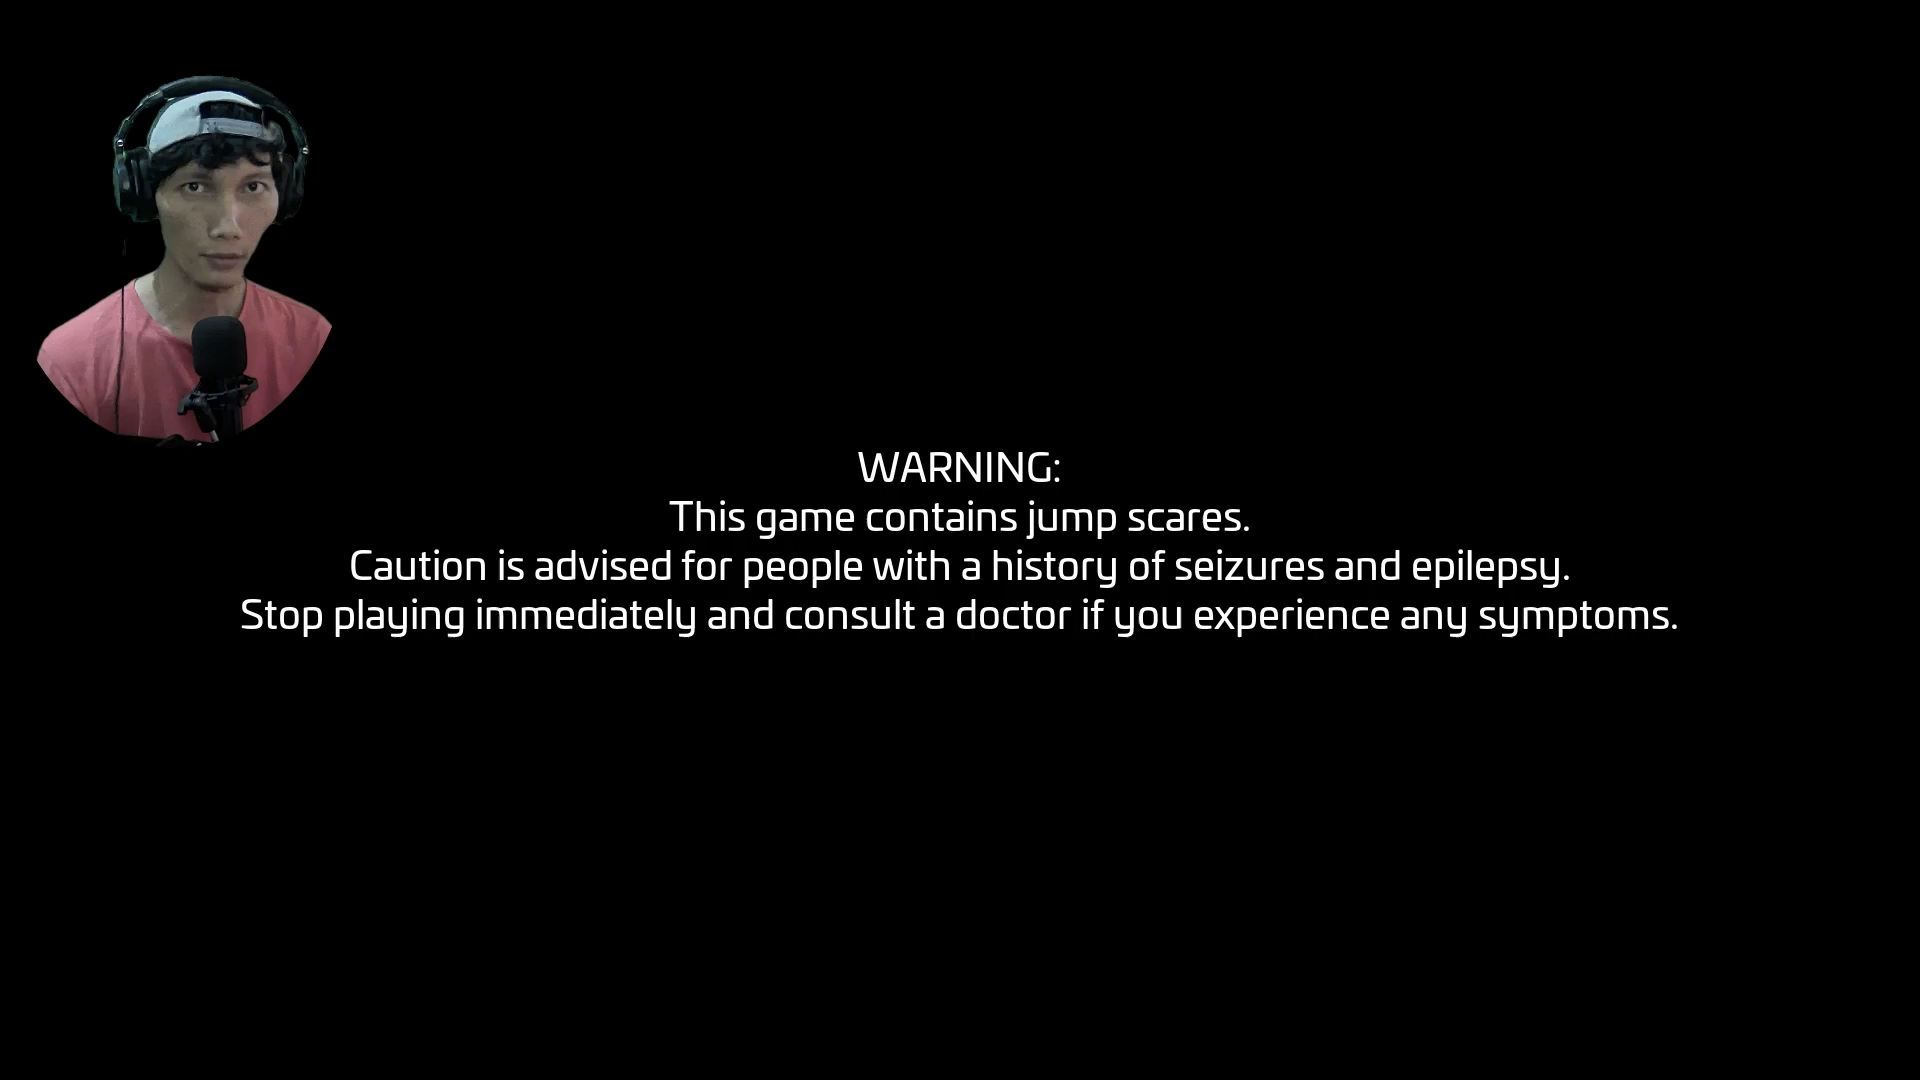 WARNING:
This game contains jump scares.
Caution is advised for people with a history of seizures and epilepsy.
Stop playing immediately and consult a doctor if you experience any symptoms.